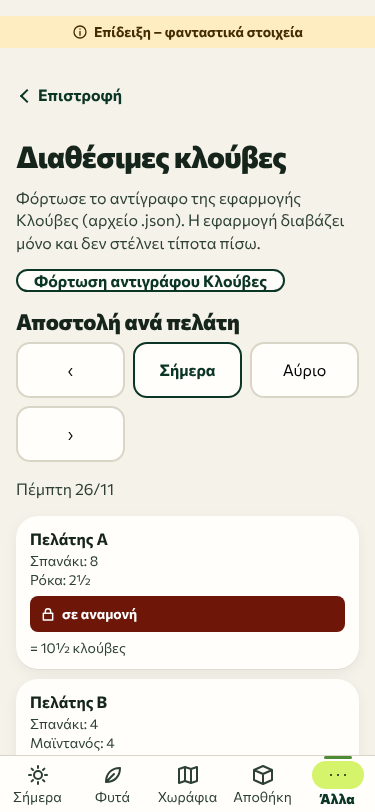 Επίδειξη – φανταστικά στοιχεία
Επιστροφή
Διαθέσιμες κλούβες
Φόρτωσε το αντίγραφο της εφαρμογής
Κλούβες (αρχείο .json). Η εφαρμογή διαβάζει
μόνο και δεν στέλνει τίποτα πίσω.
Φόρτωση αντιγράφου Κλούβες
Αποστολή ανά πελάτη
‹
Σήμερα
Αύριο
›
Πέμπτη 26/11
Πελάτης Α
Σπανάκι: 8
Ρόκα: 2½
σε αναμονή
= 10½ κλούβες
Πελάτης Β
Σπανάκι: 4
Μαϊντανός: 4
Σήμερα
Φυτά
Χωράφια
Αποθήκη
Άλλα